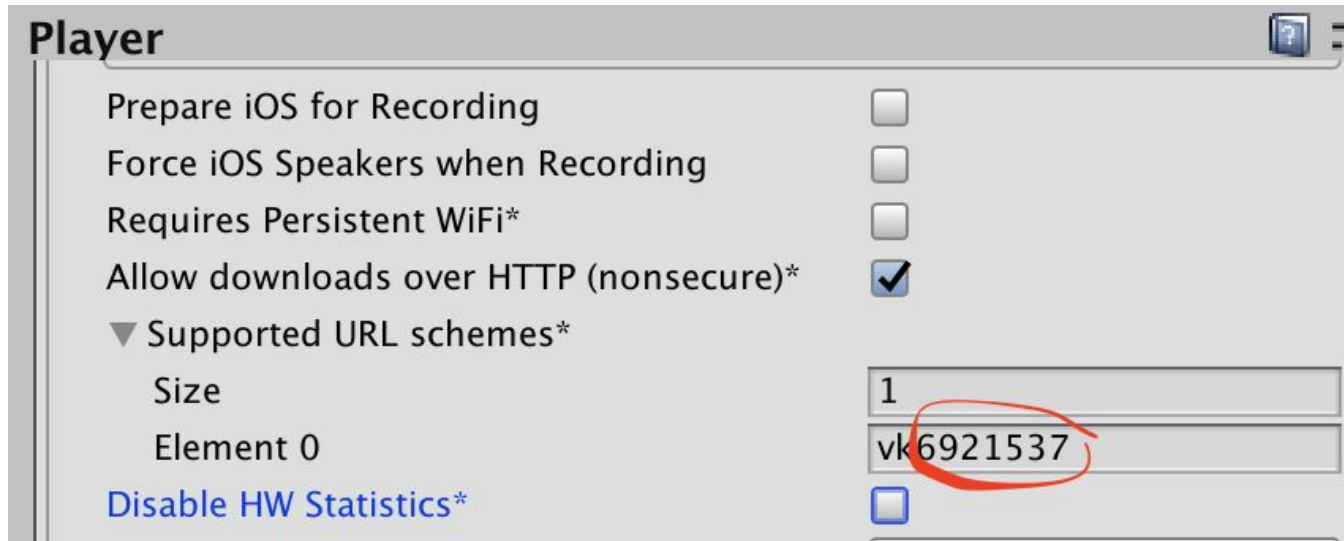 Player
Prepare iOS for Recording
Force iOS Speakers when Recording
Requires Persistent WiFi*
Allow downloads over HTTP (nonsecure)*
Supported URL schemes*
Size 1
Element 0 vk6921537
Disable HW Statistics*